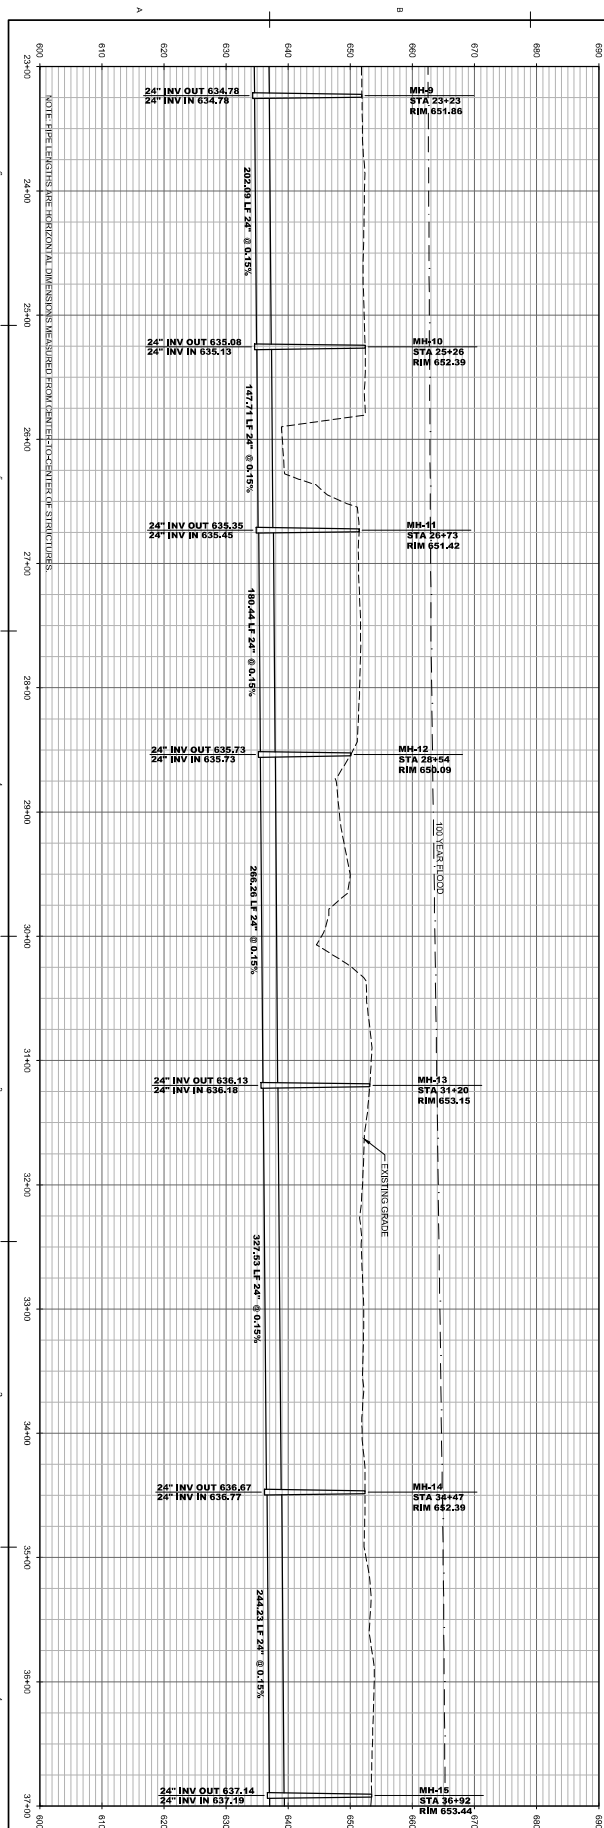 A
B
600
610
620
630
640
650
660
670
680
690
23+00
24" INV OUT 634.78
24" INV IN 634.78
MH-9
STA 23+23
RIM 651.86
NOTE: PIPE LENGTHS ARE HORIZONTAL DIMENSIONS MEASURED FROM CENTER-TO-CENTER OF STRUCTURES.
202.09 LF 24" @ 0.15%
24+00
25+00
24" INV OUT 635.08
24" INV IN 635.13
MH-10
STA 25+26
RIM 652.39
147.71 LF 24" @ 0.15%
26+00
24" INV OUT 635.35
24" INV IN 635.45
MH-11
STA 26+73
RIM 651.42
27+00
180.44 LF 24" @ 0.15%
28+00
24" INV OUT 635.73
24" INV IN 635.73
MH-12
STA 28+54
RIM 650.09
29+00
100 YEAR FLOOD
266.26 LF 24" @ 0.15%
30+00
31+00
24" INV OUT 636.13
24" INV IN 636.18
MH-13
STA 31+20
RIM 653.15
EXISTING GRADE
32+00
327.53 LF 24" @ 0.15%
33+00
34+00
24" INV OUT 636.67
24" INV IN 636.77
MH-14
STA 34+47
RIM 652.39
35+00
244.23 LF 24" @ 0.15%
36+00
24" INV OUT 637.14
24" INV IN 637.19
MH-15
STA 36+92
RIM 653.44
37+00
600
610
620
630
640
650
660
670
680
690